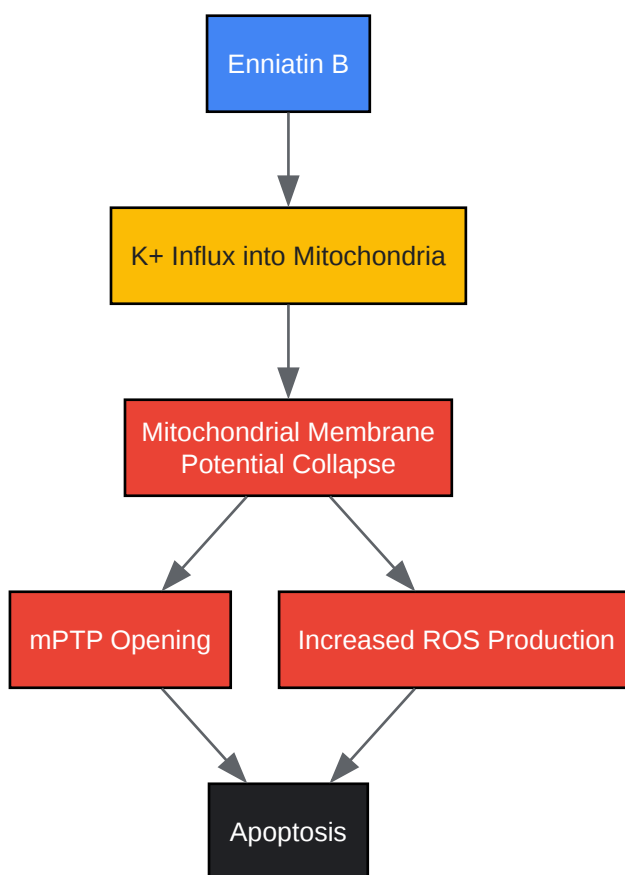 Enniatin B
K+ Influx into Mitochondria
Mitochondrial Membrane
Potential Collapse
mPTP Opening
Increased ROS Production
Apoptosis